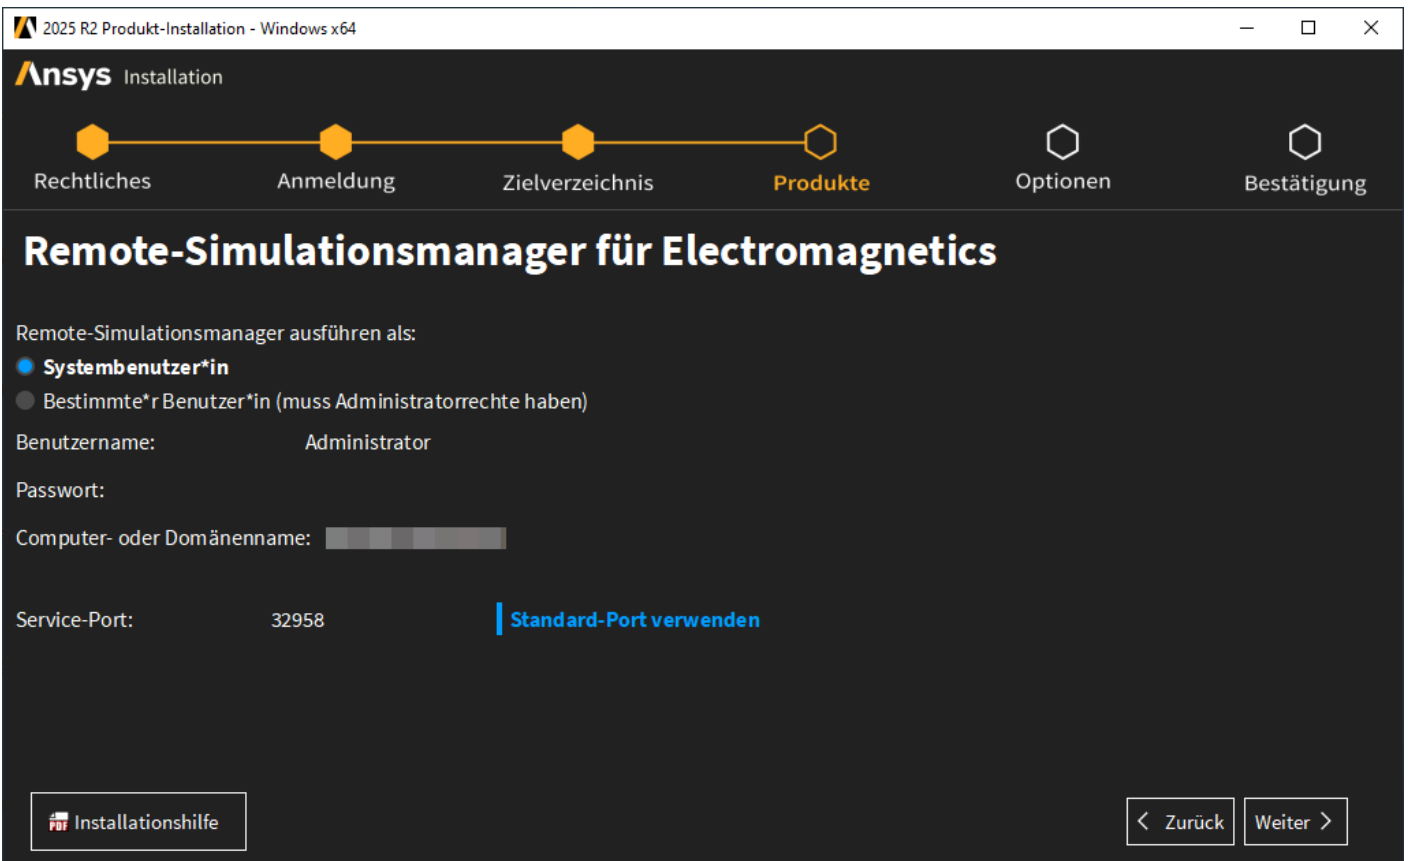 2025 R2 Produkt-Installation - Windows x64
Ansys Installation
Rechtliches Anmeldung Zielverzeichnis Produkte Optionen Bestätigung
Remote-Simulationsmanager für Electromagnetics
Remote-Simulationsmanager ausführen als:
Systembenutzer*in
Bestimmte*r Benutzer*in (muss Administratorrechte haben)
Benutzername: Administrator
Passwort:
Computer- oder Domänenname:
Service-Port: 32958 Standard-Port verwenden
PDF Installationshilfe Zurück Weiter